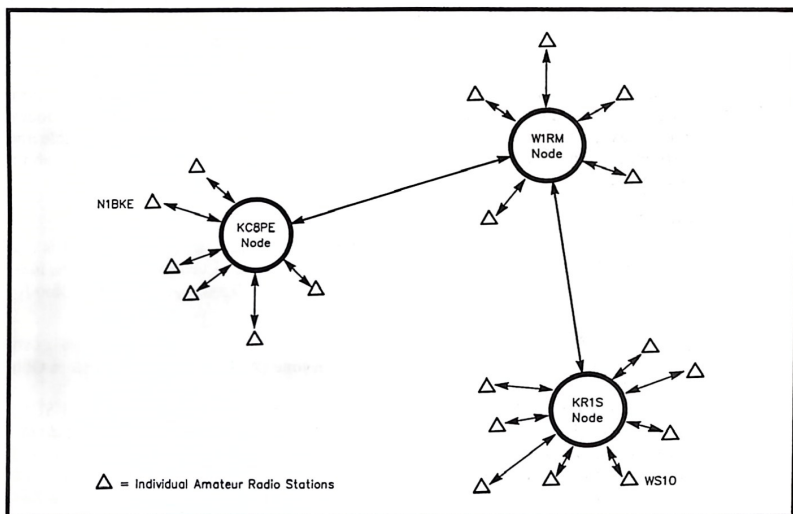 W1RM
Node
N1BKE
KC8PE
Node
KR1S
Node
WS1O
△ = Individual Amateur Radio Stations